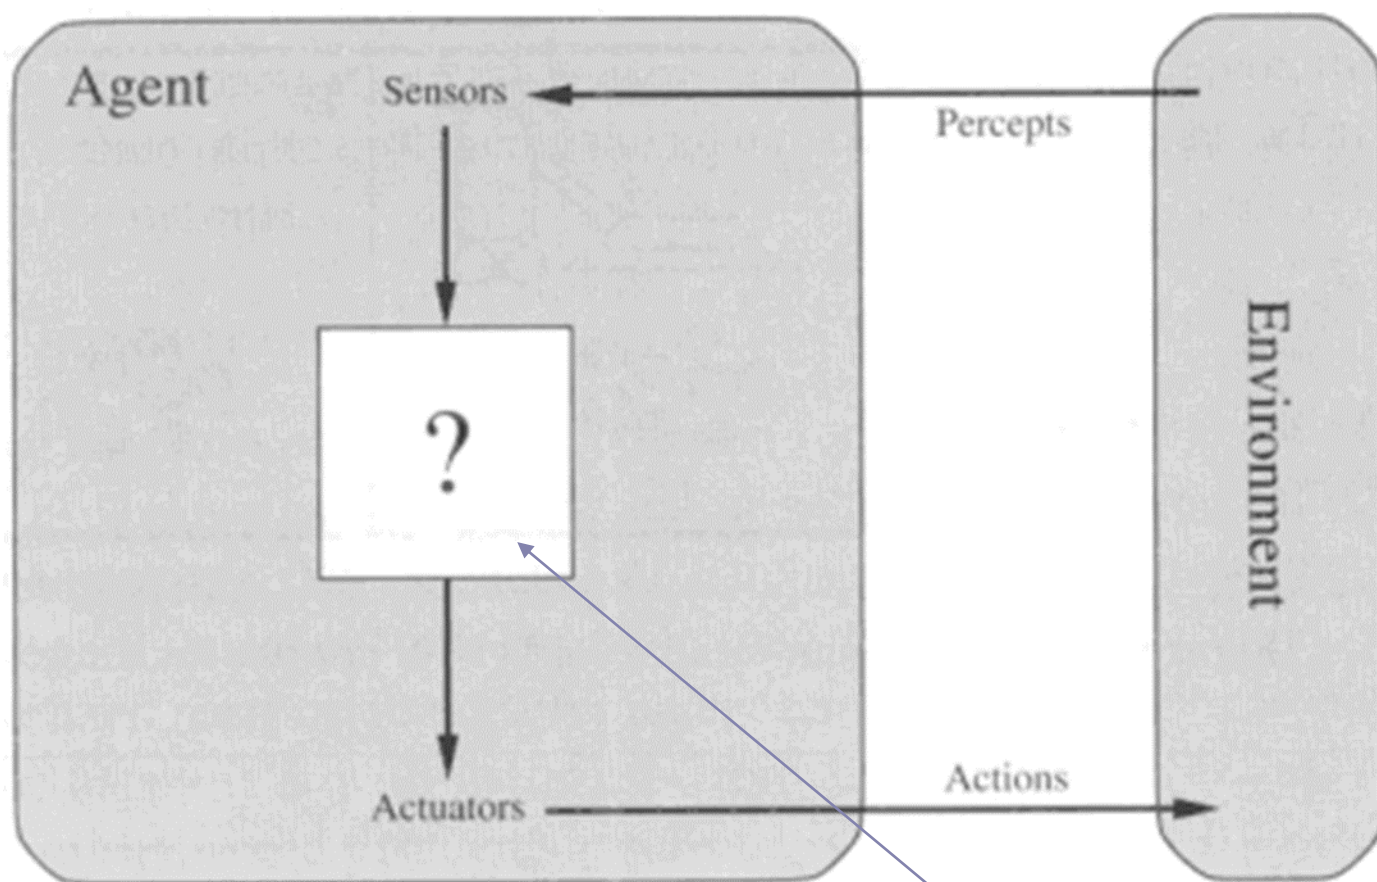 Agent
Sensors
Percepts
?
Environment
Actions
Actuators